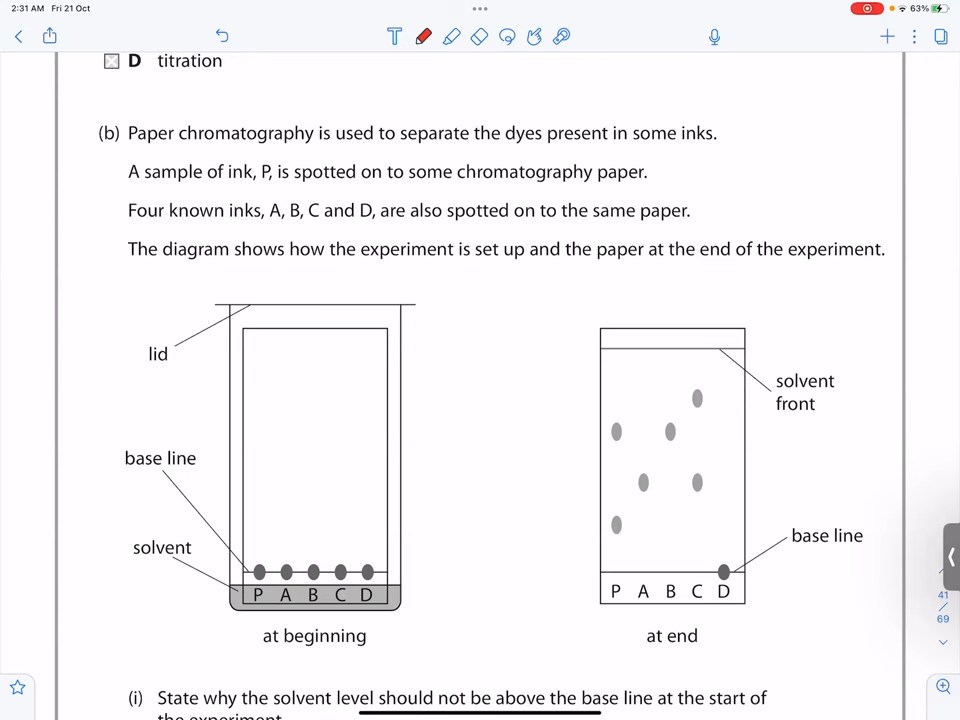 2:31 AM Fri 21 Oct
63%
D titration
(b) Paper chromatography is used to separate the dyes present in some inks.
A sample of ink, P, is spotted on to some chromatography paper.
Four known inks, A, B, C and D, are also spotted on to the same paper.
The diagram shows how the experiment is set up and the paper at the end of the experiment.
lid
base line
solvent
P A B C D
at beginning
solvent
front
base line
P A B C D
at end
41
/
69
(i) State why the solvent level should not be above the base line at the start of
the experiment